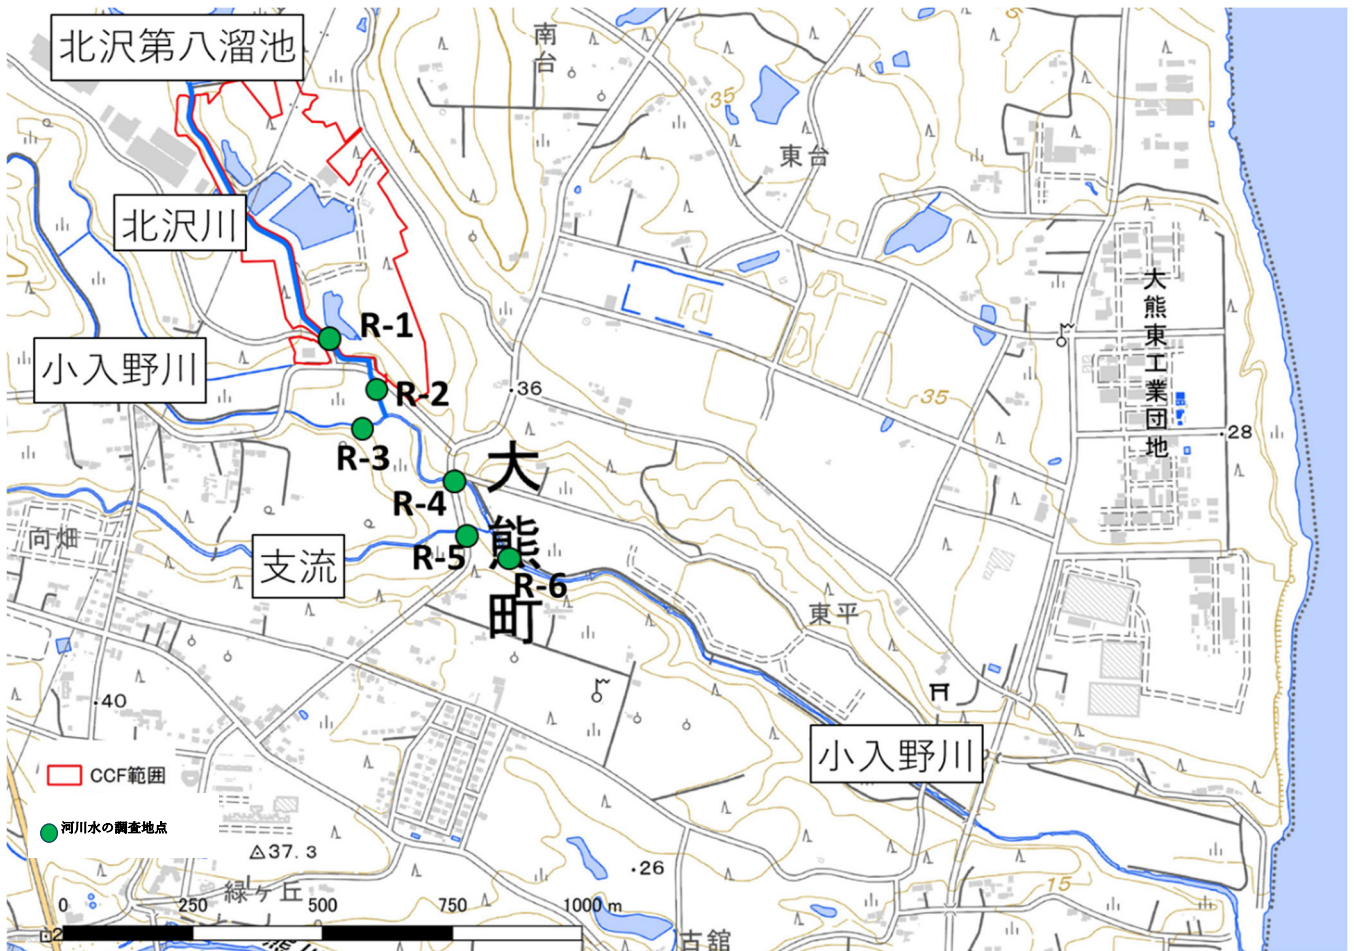 北沢第八溜池
南台
35
東台
北沢川
大熊東工業団地
R-1
小入野川
36
R-2
35
28
R-3
大熊町
R-4
向畑
支流
R-5
R-6
東平
40
小入野川
CCF範囲
河川水の調査地点
37.3
26
緑ヶ丘
15
0 250 500 750 1000 m
古舘